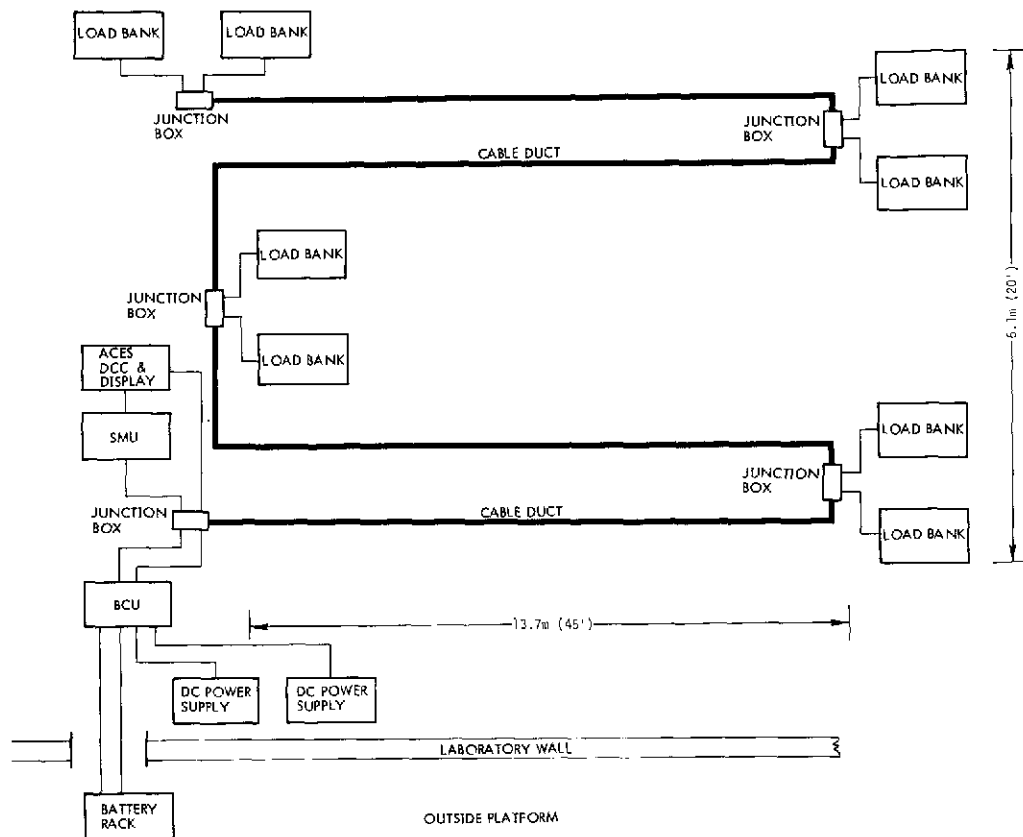 LOAD BANK
LOAD BANK
JUNCTION
BOX
LOAD BANK
JUNCTION
BOX
CABLE DUCT
LOAD BANK
LOAD BANK
JUNCTION
BOX
LOAD BANK
6.1m (20')
ACES
DCC &
DISPLAY
SMU
LOAD BANK
JUNCTION
BOX
JUNCTION
BOX
CABLE DUCT
LOAD BANK
BCU
13.7m (45')
DC POWER
SUPPLY
DC POWER
SUPPLY
LABORATORY WALL
BATTERY
RACK
OUTSIDE PLATFORM